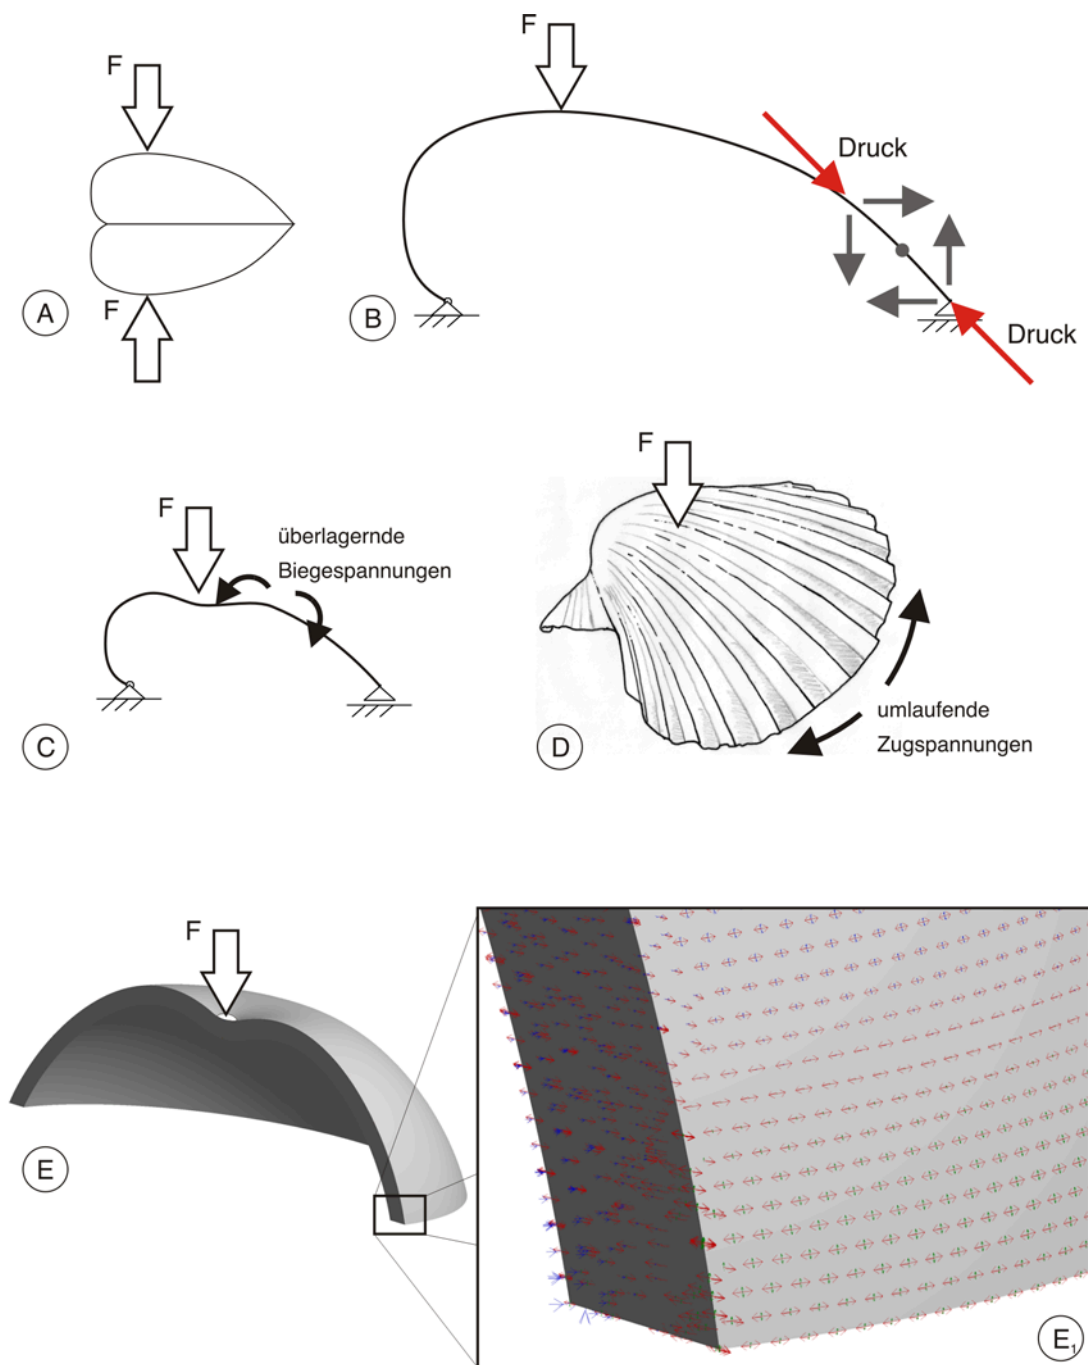 F
F
A
F
Druck
Druck
B
F
überlagernde
Biegespannungen
C
F
umlaufende
Zugspannungen
D
F
E
E₁